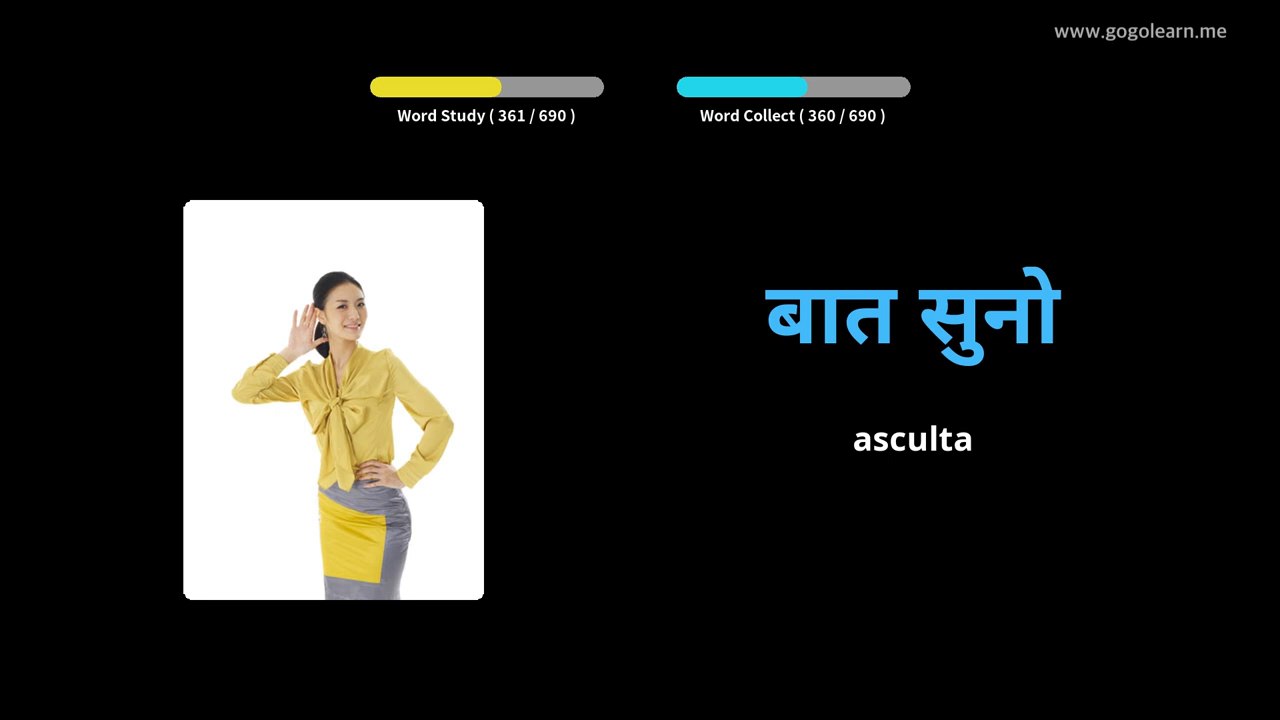 www.gogolearn.me
Word Study ( 361 / 690 )
Word Collect ( 360 / 690 )
बात सुनो
asculta